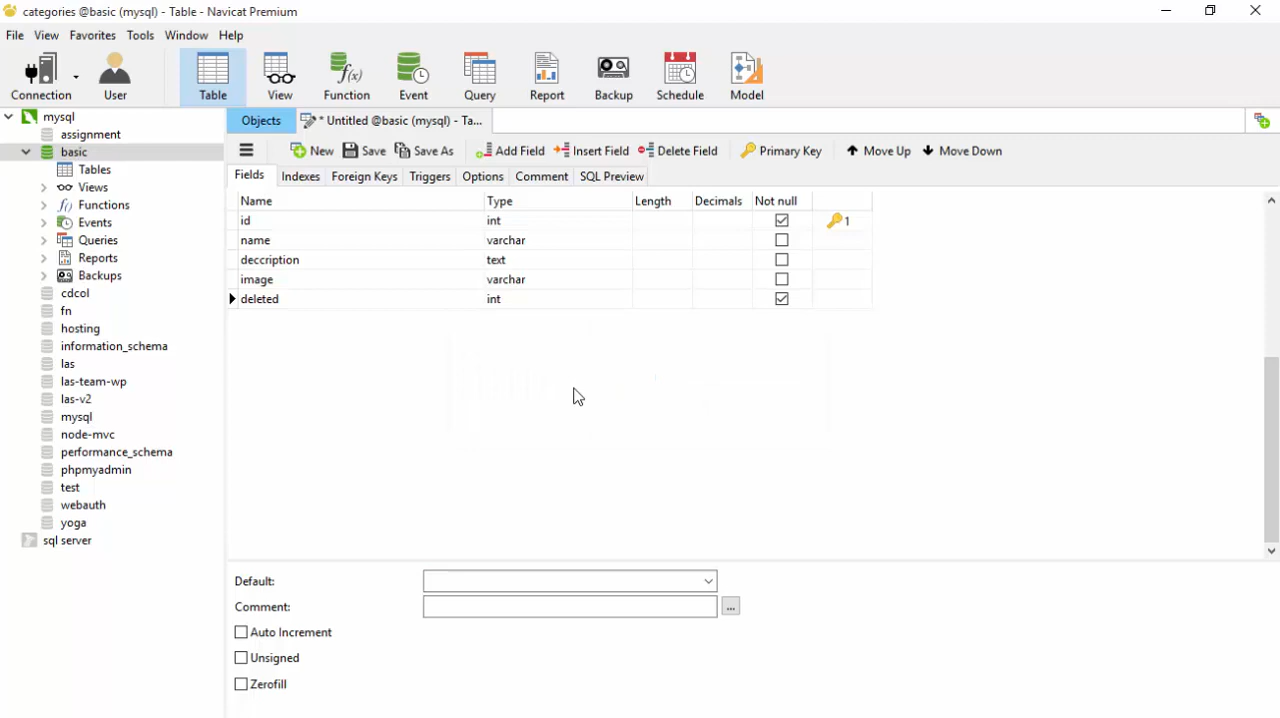 categories @basic (mysql) - Table - Navicat Premium
File View Favorites Tools Window Help
Connection User Table View Function Event Query Report Backup Schedule Model
mysql
assignment
basic
Tables
Views
Functions
Events
Queries
Reports
Backups
cdcol
fn
hosting
information_schema
las
las-team-wp
las-v2
mysql
node-mvc
performance_schema
phpmyadmin
test
webauth
yoga
sql server
Objects * Untitled @basic (mysql) - Ta...
New Save Save As Add Field Insert Field Delete Field Primary Key Move Up Move Down
Fields Indexes Foreign Keys Triggers Options Comment SQL Preview
Name Type Length Decimals Not null
id int 1
name varchar
deccription text
image varchar
deleted int
Default:
Comment: ...
Auto Increment
Unsigned
Zerofill